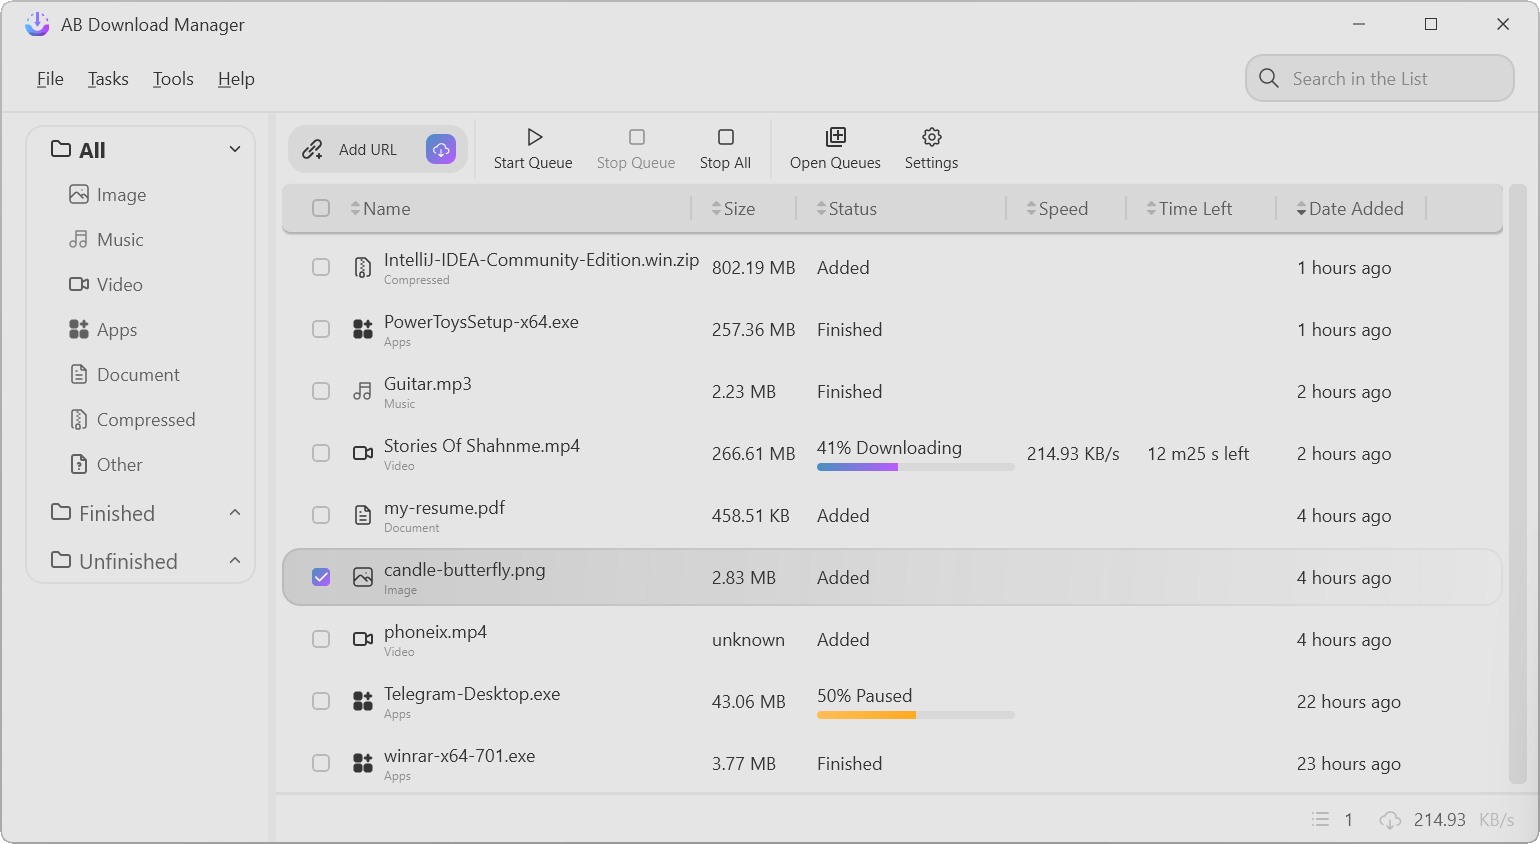 AB Download Manager
File Tasks Tools Help
Search in the List
All
Image
Music
Video
Apps
Document
Compressed
Other
Finished
Unfinished
Add URL
Start Queue
Stop Queue
Stop All
Open Queues
Settings
Name Size Status Speed Time Left Date Added
IntelliJ-IDEA-Community-Edition.win.zip 802.19 MB Added 1 hours ago
Compressed
PowerToysSetup-x64.exe 257.36 MB Finished 1 hours ago
Apps
Guitar.mp3 2.23 MB Finished 2 hours ago
Music
Stories Of Shahnme.mp4 266.61 MB 41% Downloading 214.93 KB/s 12 m25 s left 2 hours ago
Video
my-resume.pdf 458.51 KB Added 4 hours ago
Document
candle-butterfly.png 2.83 MB Added 4 hours ago
Image
phoneix.mp4 unknown Added 4 hours ago
Video
Telegram-Desktop.exe 43.06 MB 50% Paused 22 hours ago
Apps
winrar-x64-701.exe 3.77 MB Finished 23 hours ago
Apps
1 214.93 KB/s